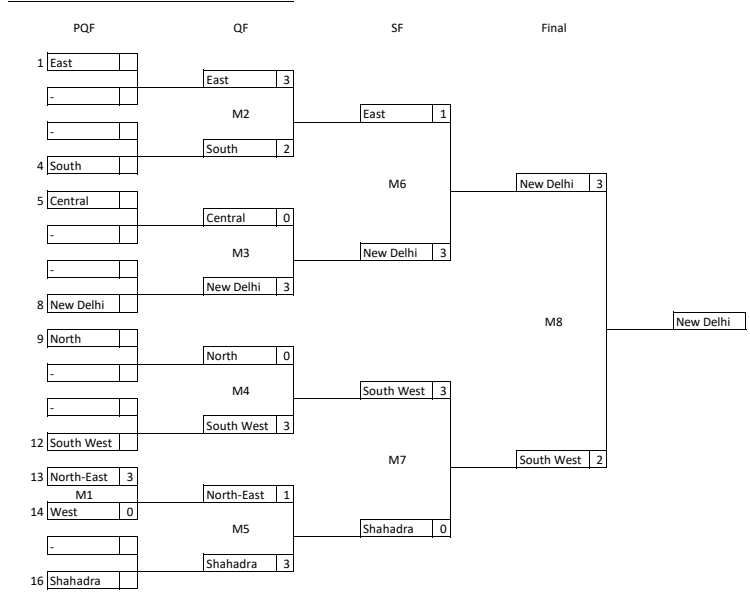 PQF QF SF Final
1 East
East 3
-
M2 East 1
-
South 2
4 South
M6 New Delhi 3
5 Central
Central 0
-
M3 New Delhi 3
-
New Delhi 3
8 New Delhi
M8 New Delhi
9 North
North 0
-
M4 South West 3
-
South West 3
12 South West
M7 South West 2
13 North-East 3
M1 North-East 1
14 West 0
M5 Shahadra 0
-
Shahadra 3
16 Shahadra